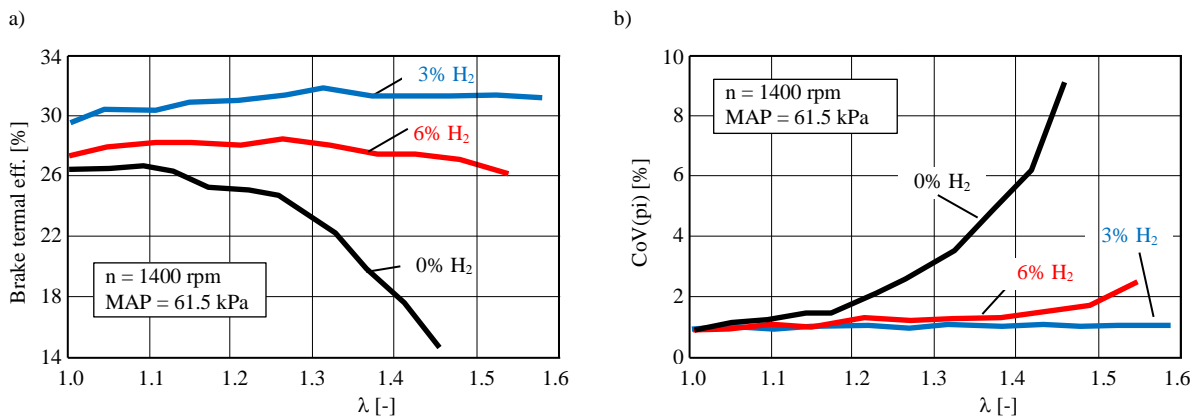 a)
34
30
26
22
18
14
Brake termal eff. [%]
3% H₂
6% H₂
0% H₂
n = 1400 rpm
MAP = 61.5 kPa
1.0 1.1 1.2 1.3 1.4 1.5 1.6
λ [-]
b)
10
8
6
4
2
0
CoV(pi) [%]
n = 1400 rpm
MAP = 61.5 kPa
0% H₂
3% H₂
6% H₂
1.0 1.1 1.2 1.3 1.4 1.5 1.6
λ [-]